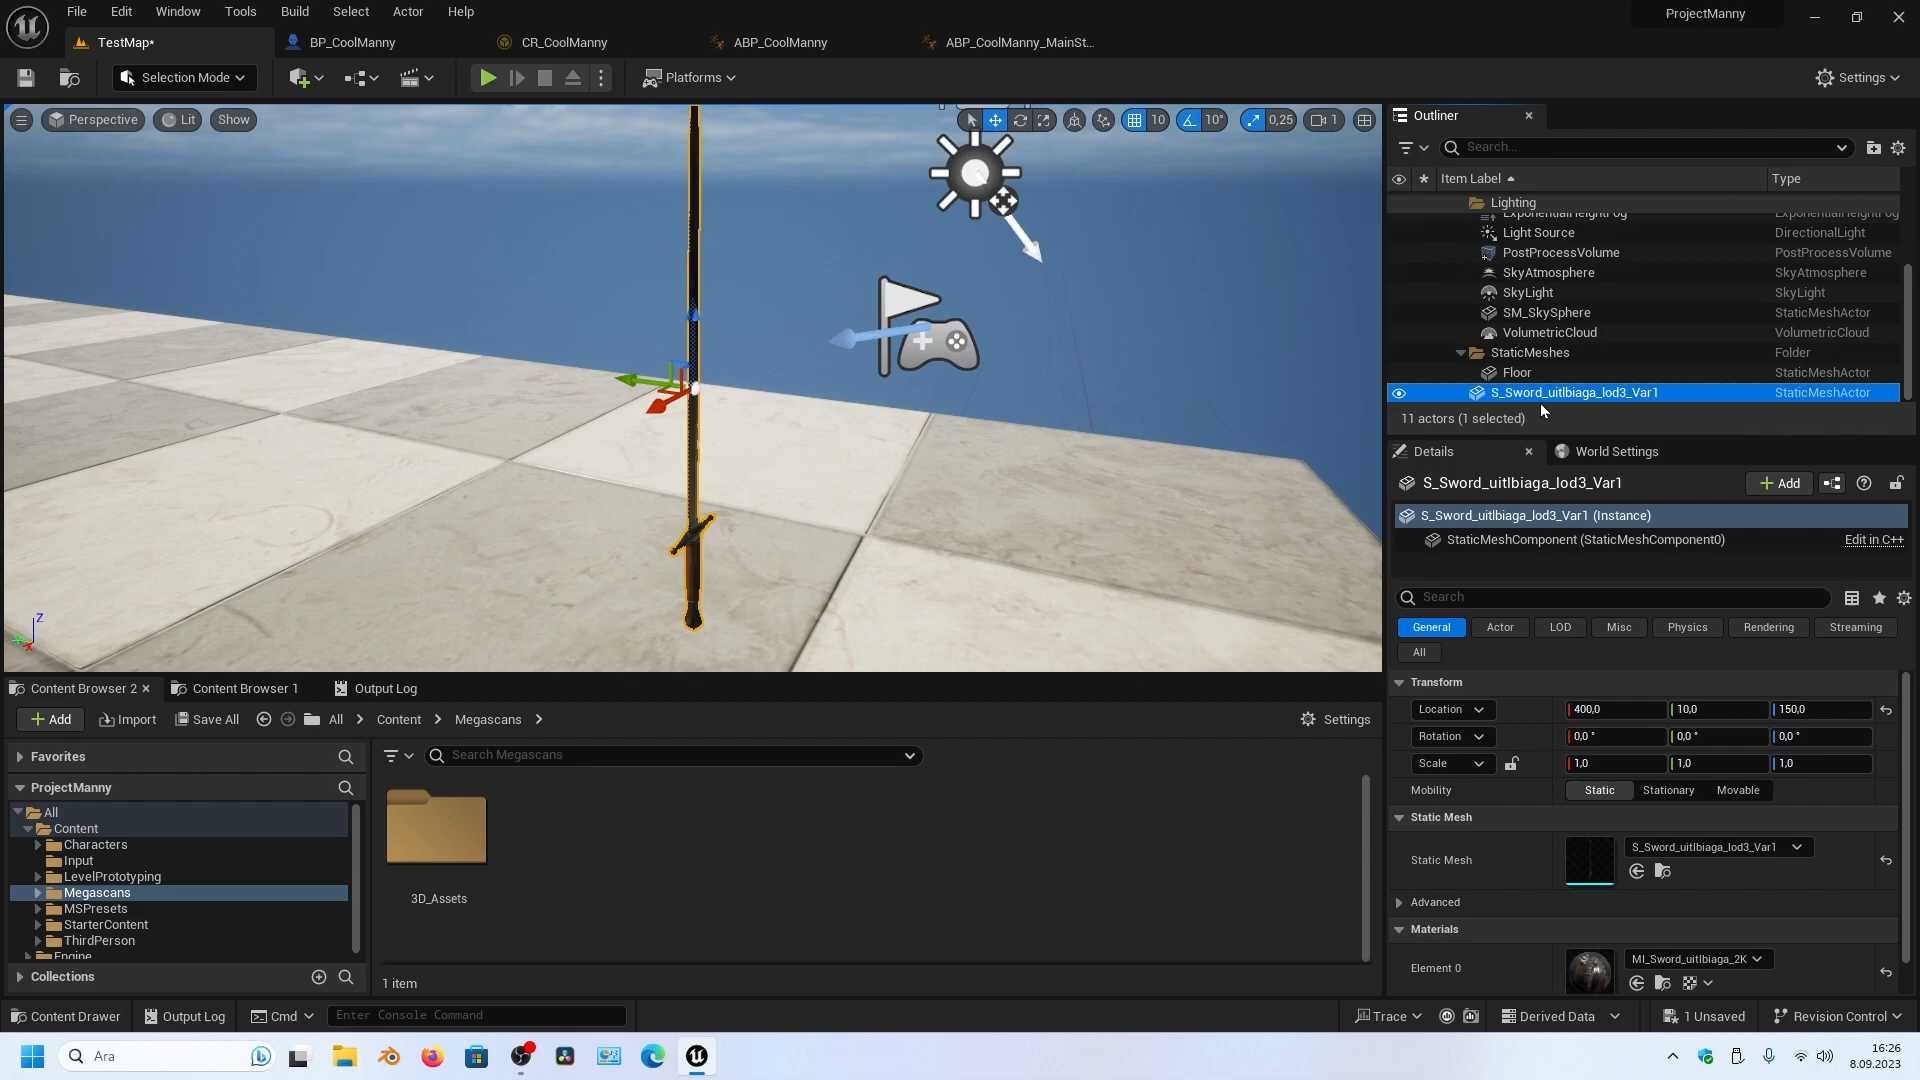 File Edit Window Tools Build Select Actor Help
ProjectManny
TestMap*
BP_CoolManny
CR_CoolManny
ABP_CoolManny
ABP_CoolManny_MainSt...
Selection Mode
Platforms
Settings
Perspective
Lit
Show
10
10°
0,25
1
Z
X
Outliner
Search...
Item Label
Type
Lighting
ExponentialHeightFog ExponentialHeightFog
Light Source DirectionalLight
PostProcessVolume PostProcessVolume
SkyAtmosphere SkyAtmosphere
SkyLight SkyLight
SM_SkySphere StaticMeshActor
VolumetricCloud VolumetricCloud
StaticMeshes Folder
Floor StaticMeshActor
S_Sword_uitlbiaga_lod3_Var1 StaticMeshActor
11 actors (1 selected)
Details
World Settings
S_Sword_uitlbiaga_lod3_Var1
Add
S_Sword_uitlbiaga_lod3_Var1 (Instance)
StaticMeshComponent (StaticMeshComponent0) Edit in C++
Search
General Actor LOD Misc Physics Rendering Streaming
All
Transform
Location 400,0 10,0 150,0
Rotation 0,0 ° 0,0 ° 0,0 °
Scale 1,0 1,0 1,0
Mobility Static Stationary Movable
Static Mesh
Static Mesh S_Sword_uitlbiaga_lod3_Var1
Advanced
Materials
Element 0 MI_Sword_uitlbiaga_2K
Content Browser 2
Content Browser 1
Output Log
Add Import Save All All Content Megascans Settings
Favorites
Search Megascans
ProjectManny
All
Content
Characters
Input
LevelPrototyping
Megascans
MSPresets
StarterContent
ThirdPerson
Engine
Collections
3D_Assets
1 item
Content Drawer Output Log Cmd Enter Console Command Trace Derived Data 1 Unsaved Revision Control
Ara
16:26
8.09.2023